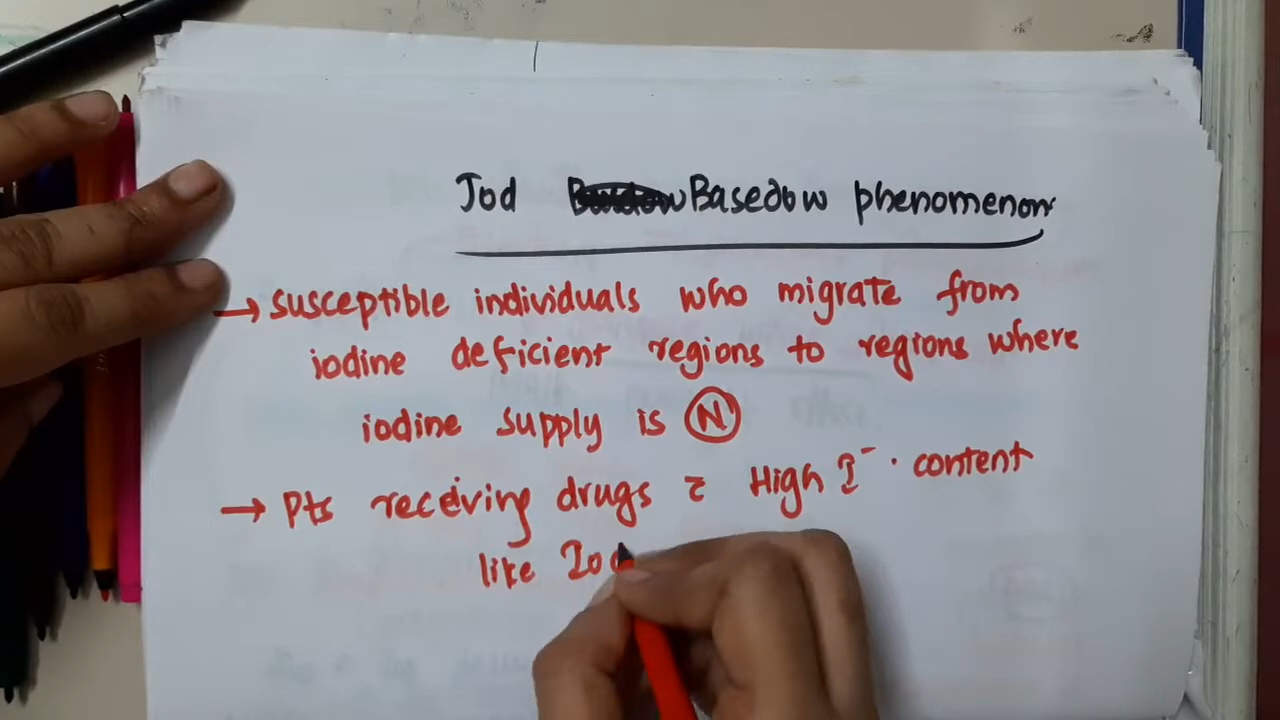 Jod Basedow phenomenon
→ susceptible individuals who migrate from
iodine deficient regions to regions where
iodine supply is N
→ Pts receiving drugs c̄ High I⁻ content
like Iod